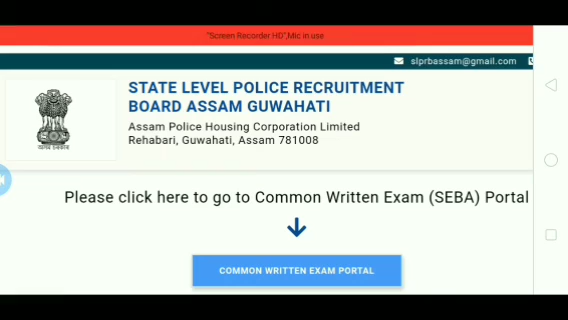 "Screen Recorder HD",Mic in use
slprbassam@gmail.com
STATE LEVEL POLICE RECRUITMENT
BOARD ASSAM GUWAHATI
Assam Police Housing Corporation Limited
Rehabari, Guwahati, Assam 781008
Please click here to go to Common Written Exam (SEBA) Portal
COMMON WRITTEN EXAM PORTAL